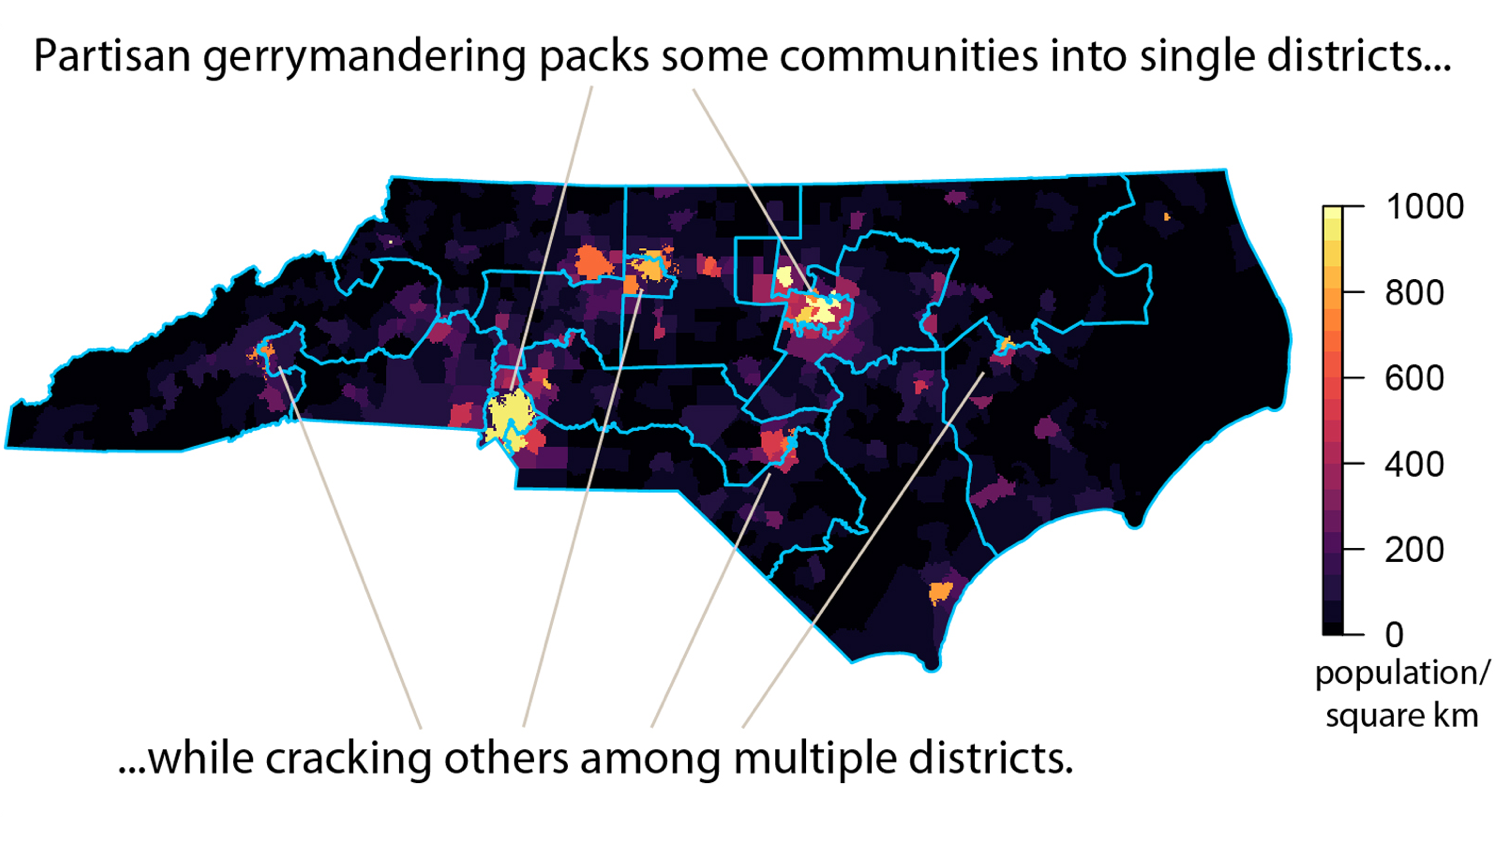 Partisan gerrymandering packs some communities into single districts...
1000
800
600
400
200
0
population/
square km
...while cracking others among multiple districts.